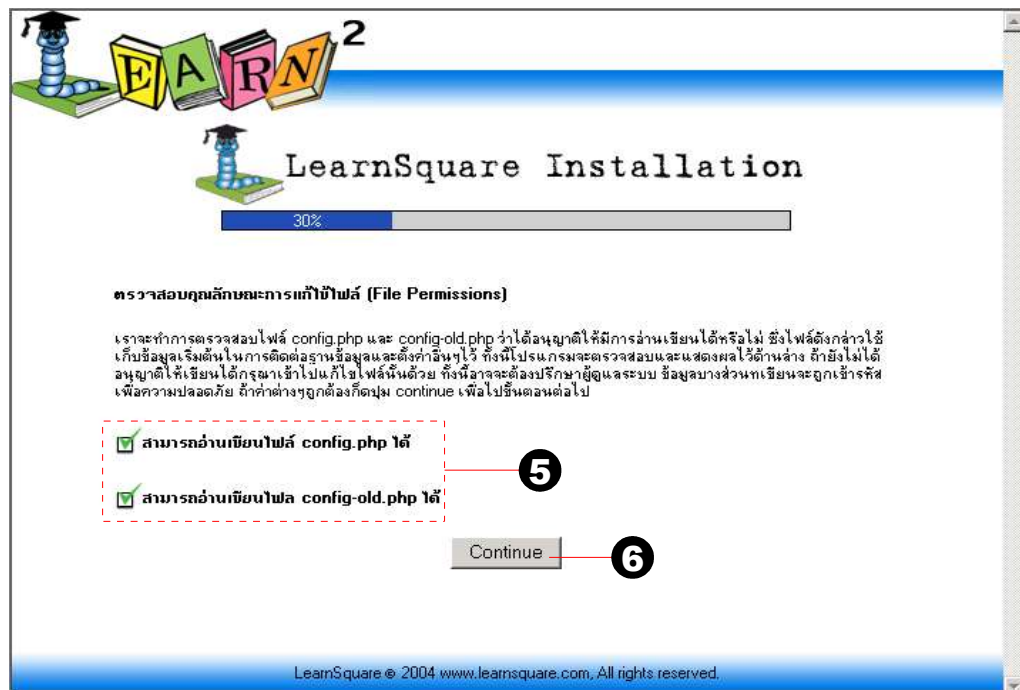 LEARN2
LearnSquare Installation
30%
ตรวจสอบคุณลักษณะการแก้ไข้ไฟล์ (File Permissions)
เราจะทำการตรวจสอบไฟล์ config.php และ config-old.php ว่าได้อนุญาติให้มีการอ่านเขียนได้หรือไม่ ซึ่งไฟล์ดังกล่าวใช้
เก็บข้อมูลเริ่มต้นในการติดต่อฐานข้อมูลและตั้งค่าอื่นๆไว้ ทั้งนี้โปรแกรมจะตรวจสอบและแสดงผลไว้ด้านล่าง ถ้ายังไม่ได้
อนุญาติให้เขียนได้กรุณาเข้าไปแก้ไขไฟล์นั้นด้วย ทั้งนี้อาจจะต้องปรึกษาผู้ดูแลระบบ ข้อมูลบางส่วนทเขียนจะถูกเข้ารหัส
เพื่อความปลอดภัย ถ้าค่าต่างๆถูกต้องก็ดปุ่ม continue เพื่อไปขั้นตอนต่อไป
สามารถอ่านเขียนไฟล์ config.php ได้
5
สามารถอ่านเขียนไฟล config-old.php ได้
Continue
6
LearnSquare © 2004 www.learnsquare.com, All rights reserved.